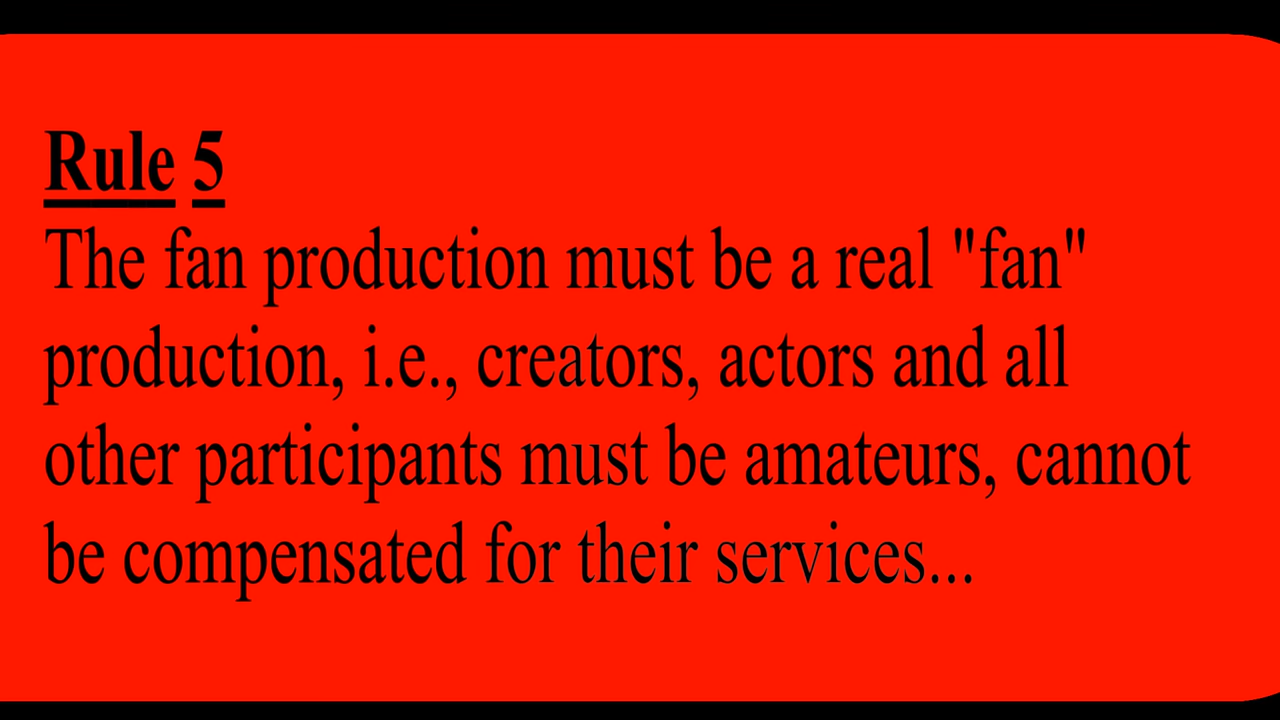 Rule 5
The fan production must be a real "fan"
production, i.e., creators, actors and all
other participants must be amateurs, cannot
be compensated for their services...